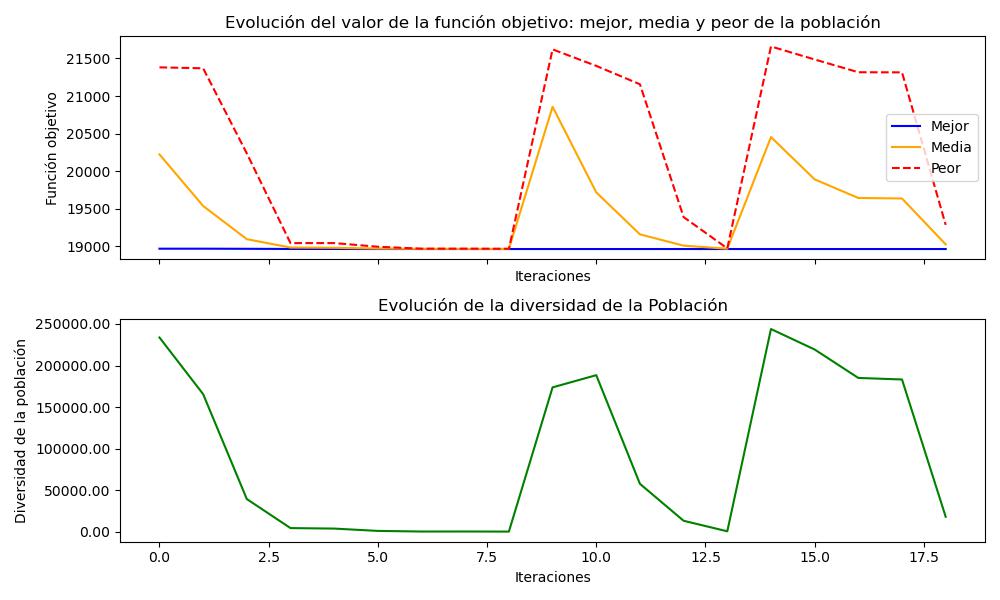 Evolución del valor de la función objetivo: mejor, media y peor de la población
Función objetivo
21500
21000
20500
20000
19500
19000
Mejor
Media
Peor
Iteraciones
Evolución de la diversidad de la Población
Diversidad de la población
250000.00
200000.00
150000.00
100000.00
50000.00
0.00
0.0 2.5 5.0 7.5 10.0 12.5 15.0 17.5
Iteraciones